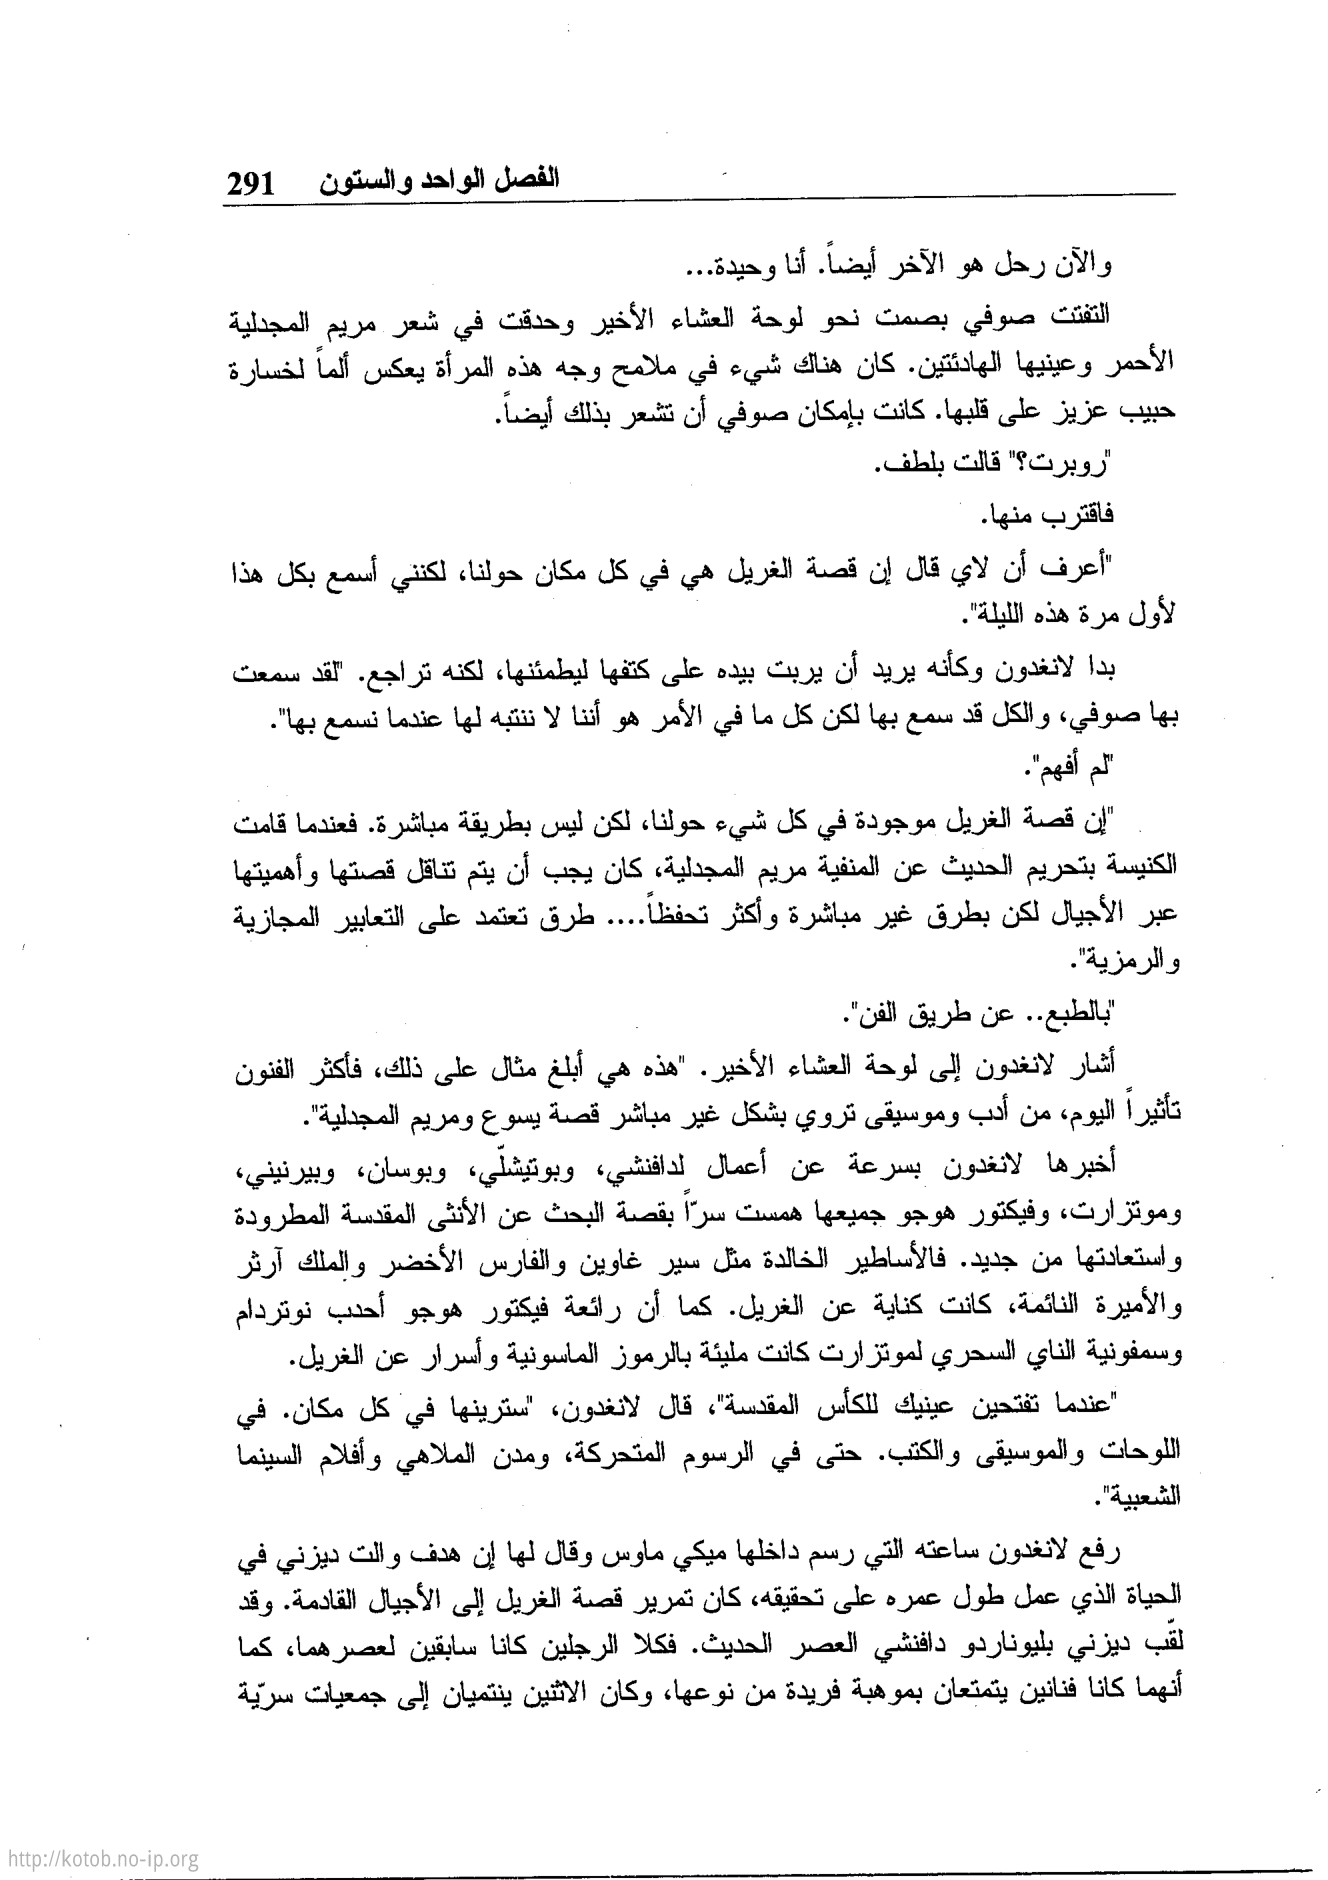 الفصل الواحد والستون 291
والآن رحل هو الآخر أيضاً. أنا وحيدة...
التفتت صوفي بصمت نحو لوحة العشاء الأخير وحدقت في شعر مريم المجدلية
الأحمر وعينيها الهادئتين. كان هناك شيء في ملامح وجه هذه المرأة يعكس ألماً لخسارة
حبيب عزيز على قلبها. كانت بإمكان صوفي أن تشعر بذلك أيضاً.
"روبرت؟" قالت بلطف.
فاقترب منها.
"أعرف أن لاي قال إن قصة الغريل هي في كل مكان حولنا، لكنني أسمع بكل هذا
لأول مرة هذه الليلة".
بدا لانغدون وكأنه يريد أن يربت بيده على كتفها ليطمئنها، لكنه تراجع. "لقد سمعت
بها صوفي، والكل قد سمع بها لكن كل ما في الأمر هو أننا لا ننتبه لها عندما نسمع بها".
"لم أفهم".
"إن قصة الغريل موجودة في كل شيء حولنا، لكن ليس بطريقة مباشرة. فعندما قامت
الكنيسة بتحريم الحديث عن المنفية مريم المجدلية، كان يجب أن يتم تناقل قصتها وأهميتها
عبر الأجيال لكن بطرق غير مباشرة وأكثر تحفظاً.... طرق تعتمد على التعابير المجازية
والرمزية".
"بالطبع.. عن طريق الفن".
أشار لانغدون إلى لوحة العشاء الأخير. "هذه هي أبلغ مثال على ذلك، فأكثر الفنون
تأثيراً اليوم، من أدب وموسيقى تروي بشكل غير مباشر قصة يسوع ومريم المجدلية".
أخبرها لانغدون بسرعة عن أعمال لدافنشي، وبوتيشلّي، وبوسان، وبيرنيني،
وموتزارت، وفيكتور هوجو جميعها همست سرّاً بقصة البحث عن الأنثى المقدسة المطرودة
واستعادتها من جديد. فالأساطير الخالدة مثل سير غاوين والفارس الأخضر والملك آرثر
والأميرة النائمة، كانت كناية عن الغريل. كما أن رائعة فيكتور هوجو أحدب نوتردام
وسمفونية الناي السحري لموتزارت كانت مليئة بالرموز الماسونية وأسرار عن الغريل.
"عندما تفتحين عينيك للكأس المقدسة"، قال لانغدون، "سترينها في كل مكان. في
اللوحات والموسيقى والكتب. حتى في الرسوم المتحركة، ومدن الملاهي وأفلام السينما
الشعبية".
رفع لانغدون ساعته التي رسم داخلها ميكي ماوس وقال لها إن هدف والت ديزني في
الحياة الذي عمل طول عمره على تحقيقه، كان تمرير قصة الغريل إلى الأجيال القادمة. وقد
لقّب ديزني بليوناردو دافنشي العصر الحديث. فكلا الرجلين كانا سابقين لعصرهما، كما
أنهما كانا فنانين يتمتعان بموهبة فريدة من نوعها، وكان الاثنين ينتميان إلى جمعيات سرّية
http://kotob.no-ip.org